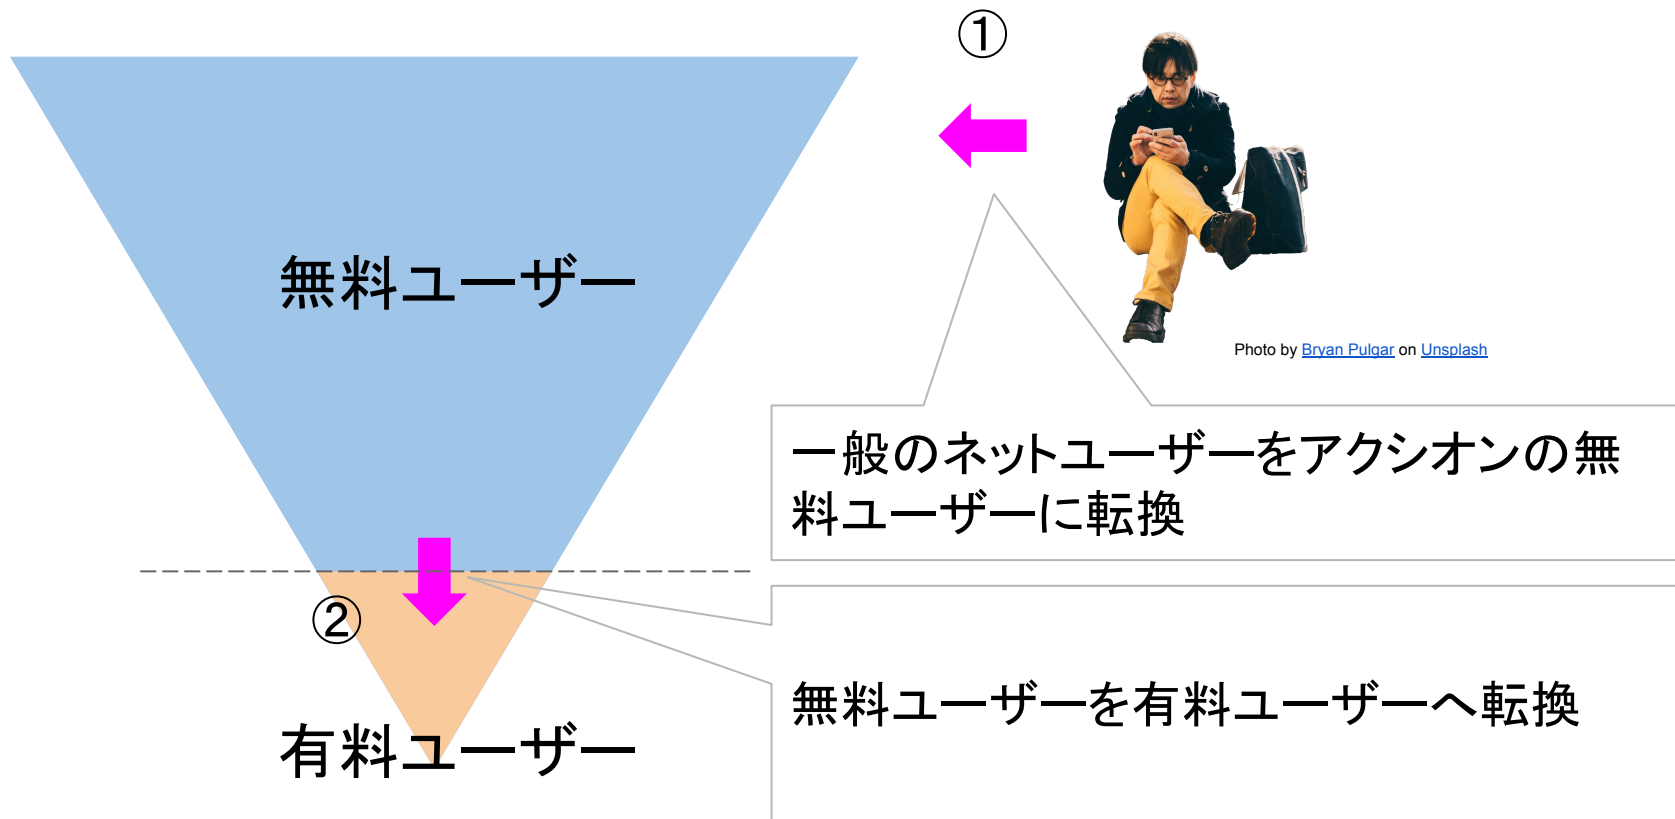 ①
無料ユーザー
Photo by Bryan Pulgar on Unsplash
一般のネットユーザーをアクシオンの無
料ユーザーに転換
②
無料ユーザーを有料ユーザーへ転換
有料ユーザー